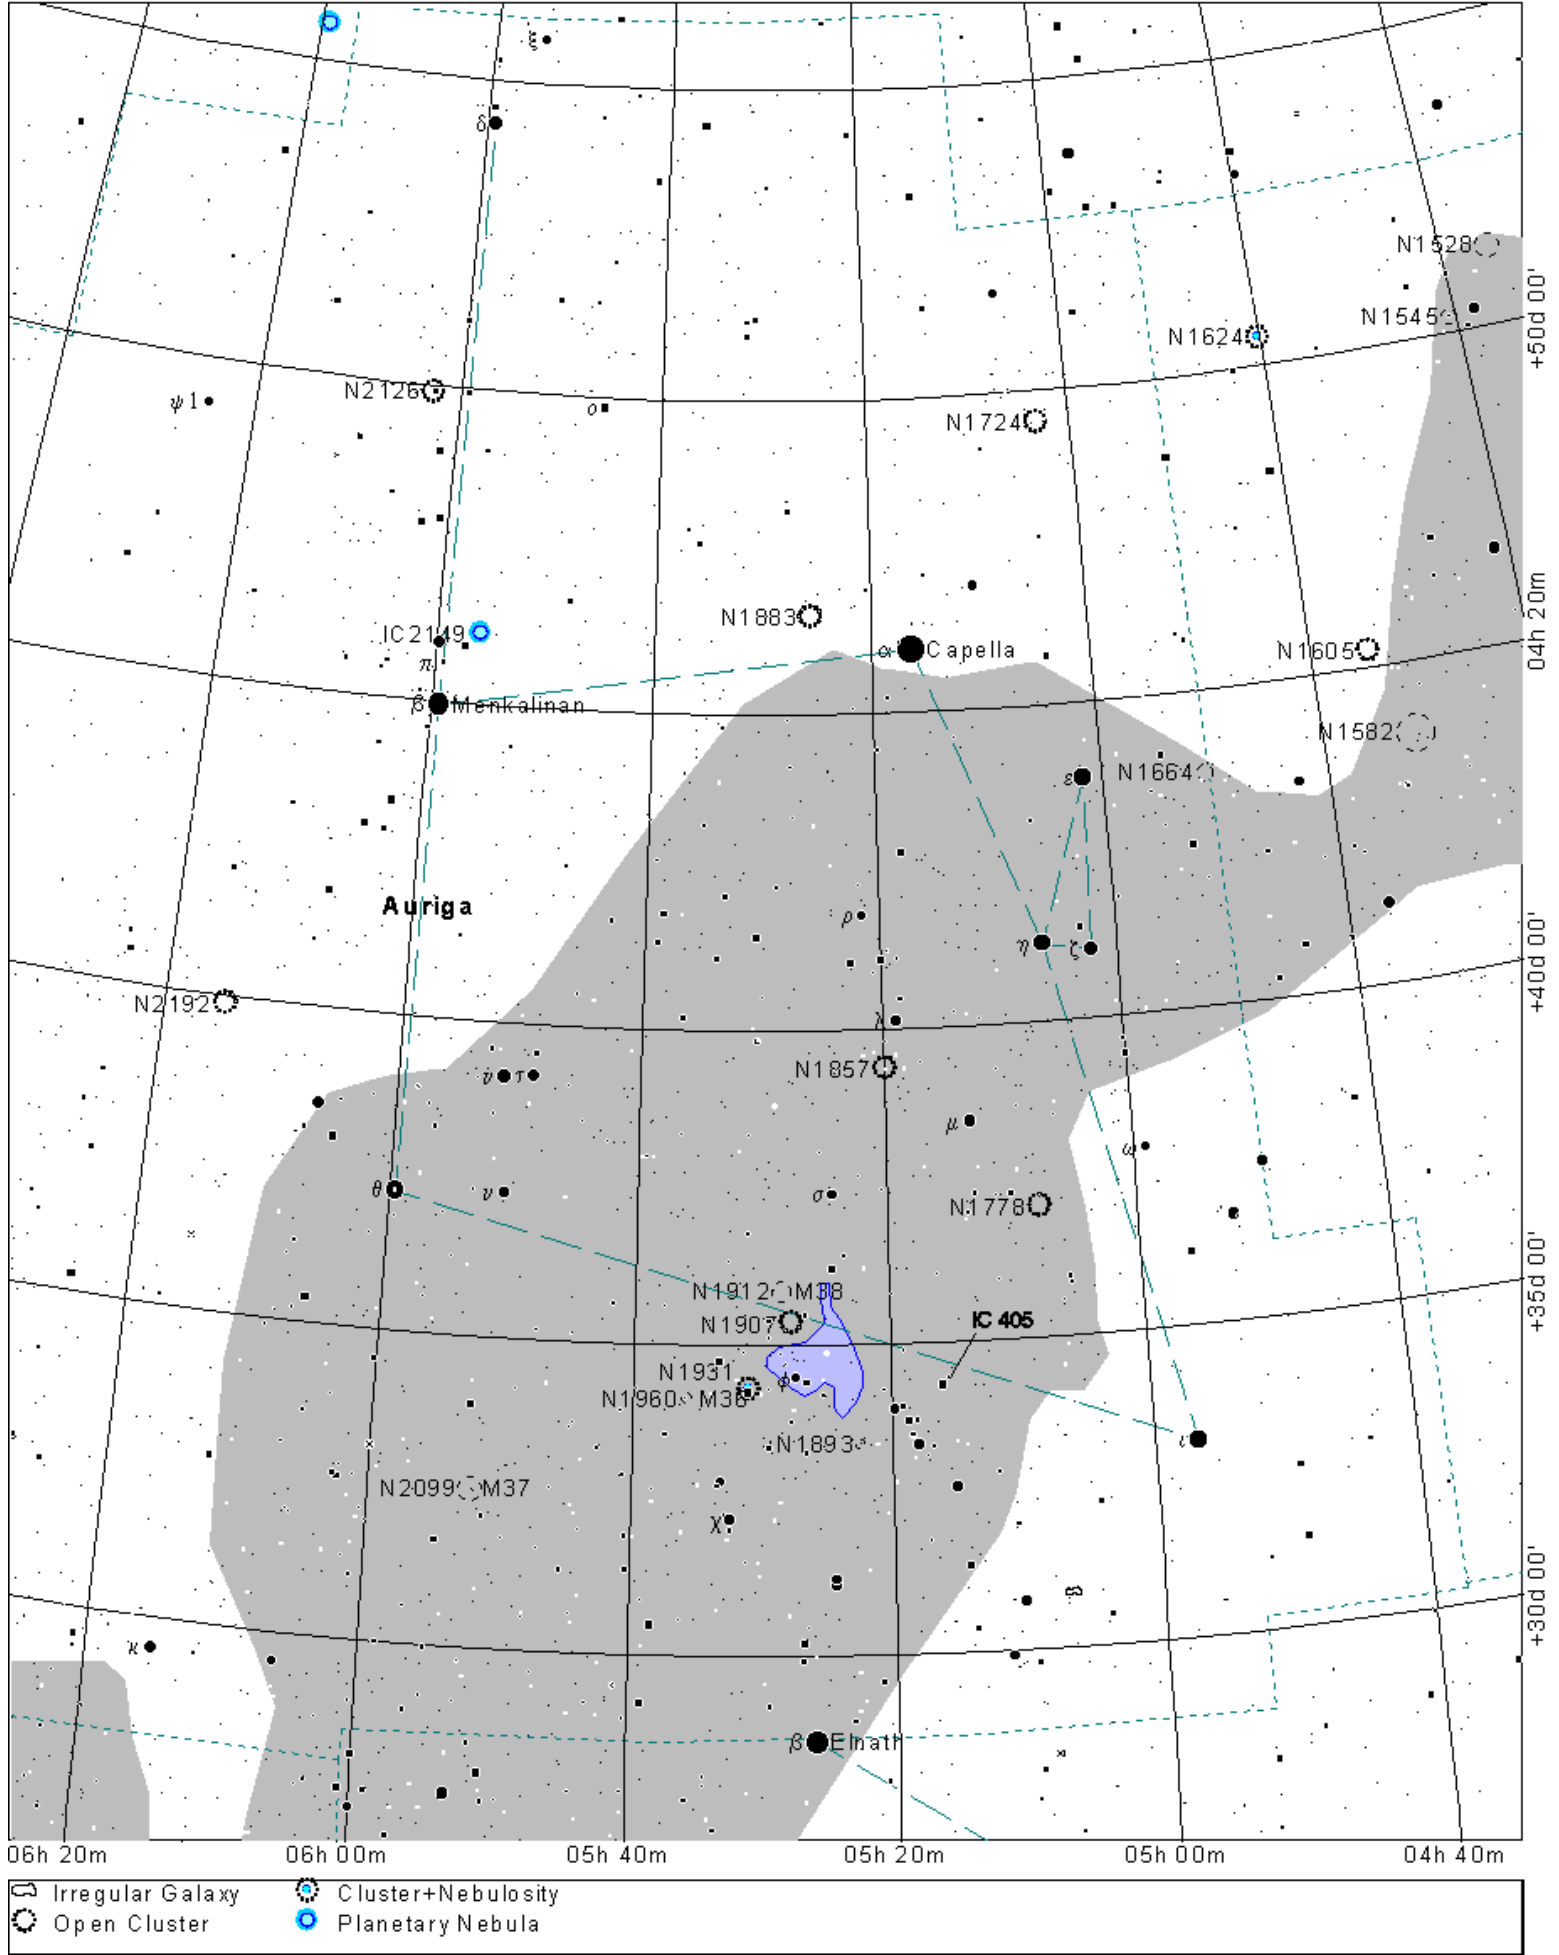 ξ
δ
N1528
+50d 00'
N1545
N1624
N2126
ψ1
ο
N1724
04h 20m
N1883
IC2149
π
α Capella
N1605
β Menkalinan
N1582
ε
N1664
Auriga
ρ
η
ζ
+40d 00'
N2192
λ
N1857
υ τ
μ
ω
θ
ν
σ
N1778
+35d 00'
N1912 M38
N1907
IC 405
N1931
φ
N1960 M36
N1893
ι
N2099 M37
χ
+30d 00'
κ
β Elnath
06h 20m 06h 00m 05h 40m 05h 20m 05h 00m 04h 40m
Irregular Galaxy Cluster+Nebulosity
Open Cluster Planetary Nebula